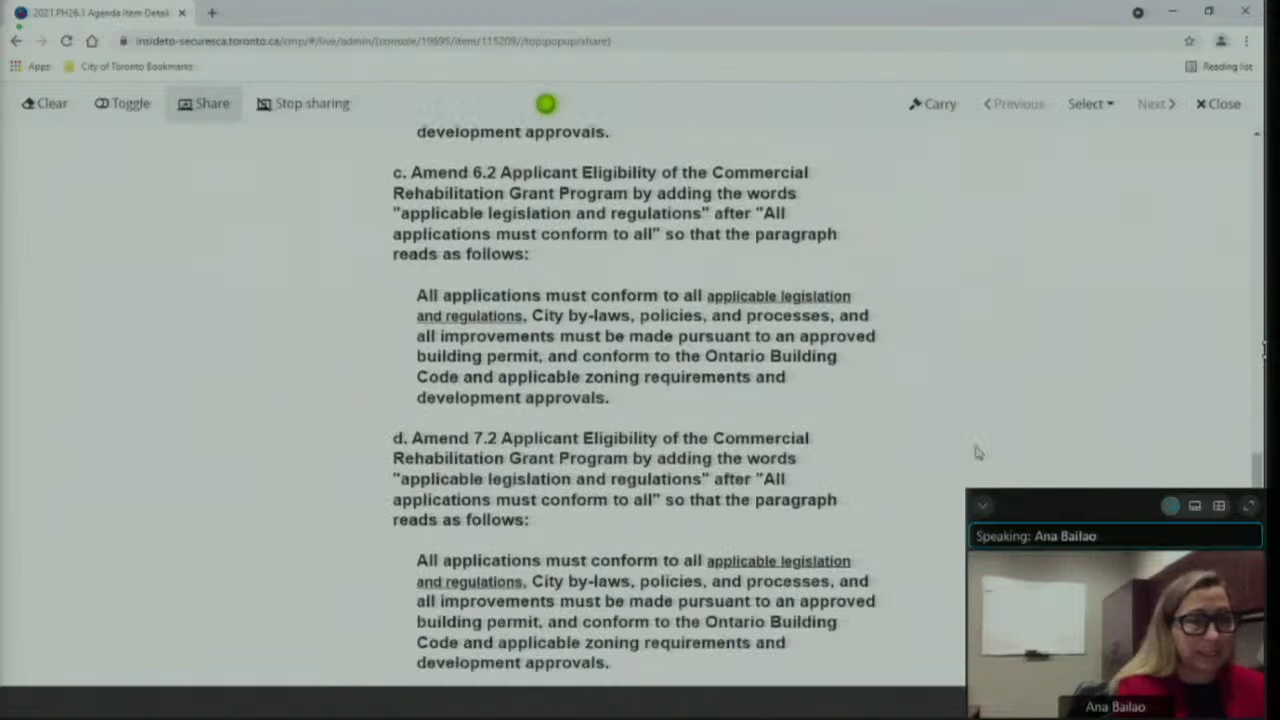 2021.PH26.1 Agenda Item Detail
insideto-securesca.toronto.ca/cmp/#/live/admin/(console/19695/item/115209//top:popup/share)
Apps City of Toronto Bookmarks Reading list
Clear Toggle Share Stop sharing Carry Previous Select Next Close
development approvals.
c. Amend 6.2 Applicant Eligibility of the Commercial
Rehabilitation Grant Program by adding the words
"applicable legislation and regulations" after "All
applications must conform to all" so that the paragraph
reads as follows:
All applications must conform to all applicable legislation
and regulations, City by-laws, policies, and processes, and
all improvements must be made pursuant to an approved
building permit, and conform to the Ontario Building
Code and applicable zoning requirements and
development approvals.
d. Amend 7.2 Applicant Eligibility of the Commercial
Rehabilitation Grant Program by adding the words
"applicable legislation and regulations" after "All
applications must conform to all" so that the paragraph
reads as follows:
All applications must conform to all applicable legislation
and regulations, City by-laws, policies, and processes, and
all improvements must be made pursuant to an approved
building permit, and conform to the Ontario Building
Code and applicable zoning requirements and
development approvals.
Speaking: Ana Bailao
Ana Bailao